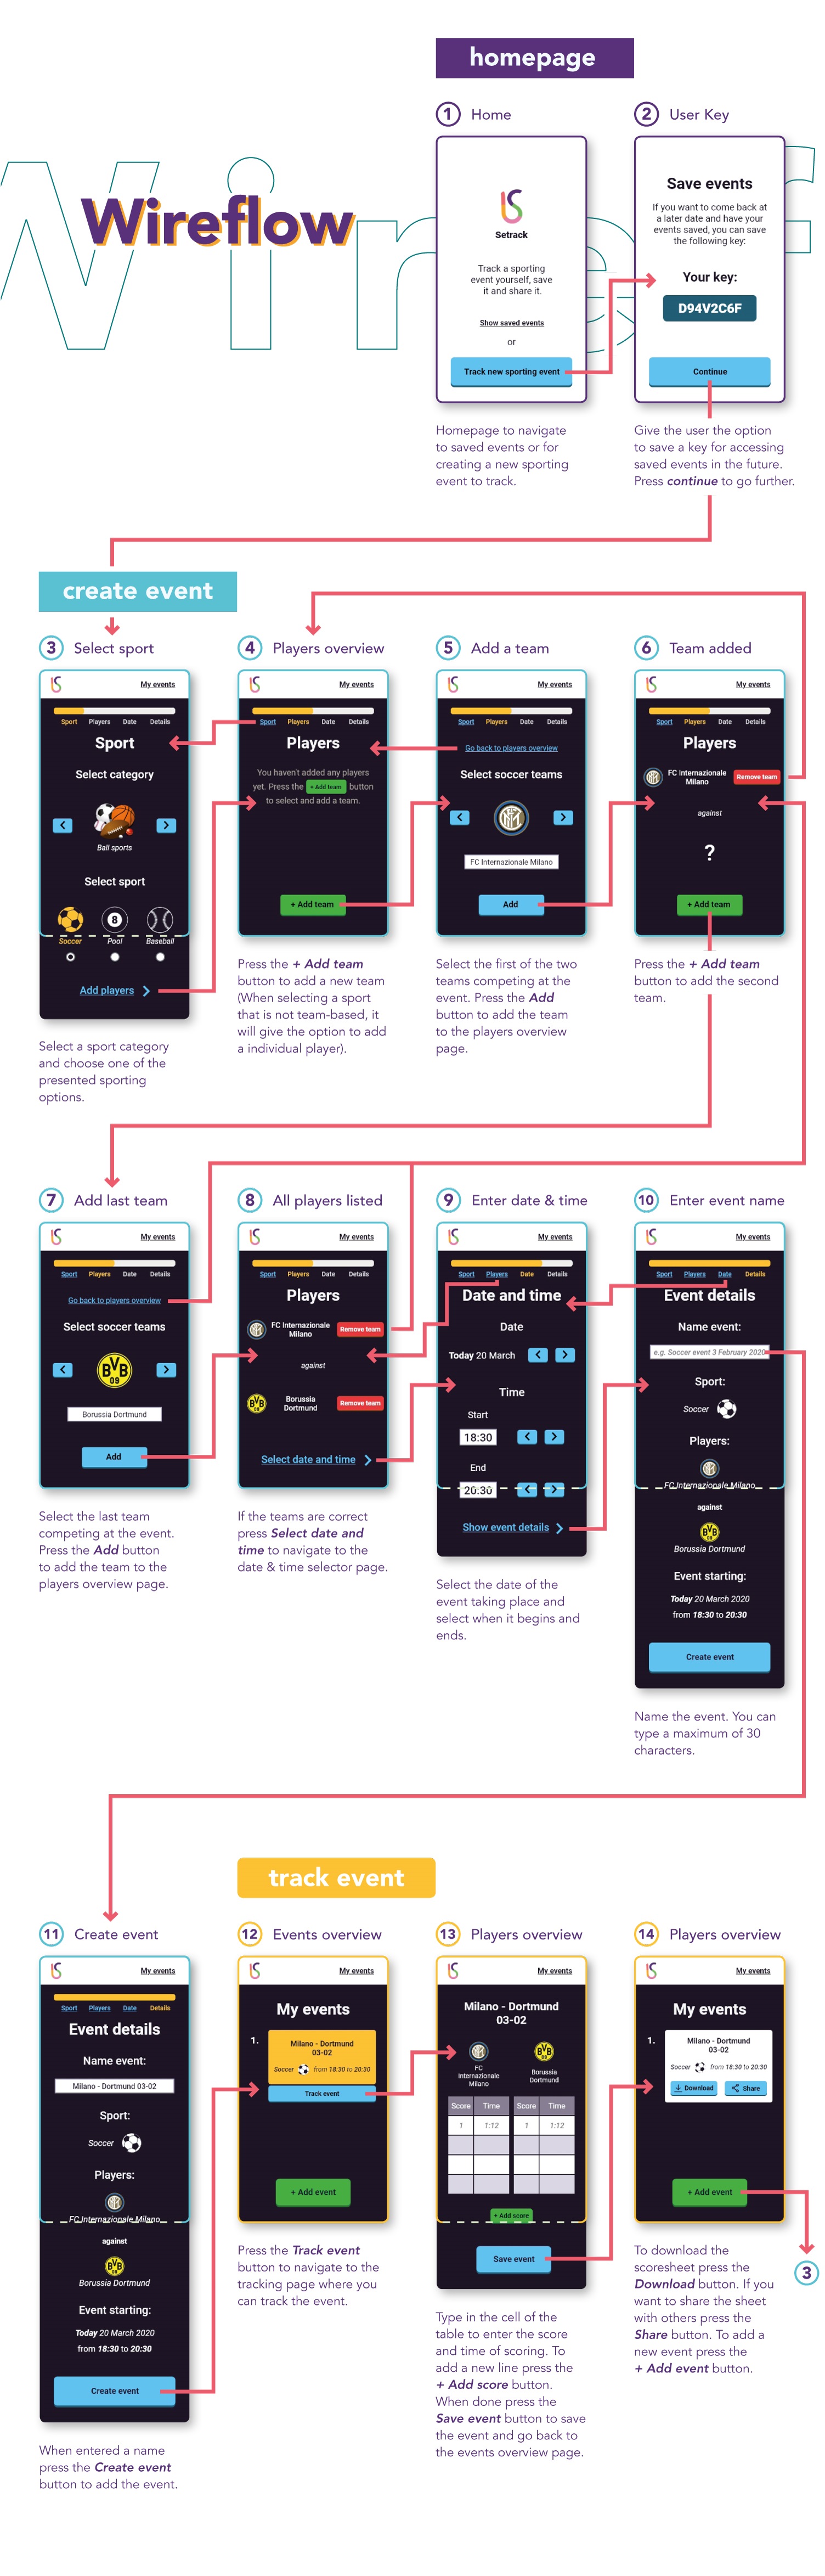 homepage
Wireflow
1 Home
Setrack
Track a sporting
event yourself, save
it and share it.
Show saved events
or
Track new sporting event
Homepage to navigate
to saved events or for
creating a new sporting
event to track.
2 User Key
Save events
If you want to come back at
a later date and have your
events saved, you can save
the following key:
Your key:
D94V2C6F
Continue
Give the user the option
to save a key for accessing
saved events in the future.
Press continue to go further.
create event
3 Select sport
My events
Sport Players Date Details
Sport
Select category
Ball sports
Select sport
8
Soccer Pool Baseball
Add players
Select a sport category
and choose one of the
presented sporting
options.
4 Players overview
My events
Sport Players Date Details
Players
You haven't added any players
yet. Press the + Add team button
to select and add a team.
+ Add team
Press the + Add team
button to add a new team
(When selecting a sport
that is not team-based, it
will give the option to add
a individual player).
5 Add a team
My events
Sport Players Date Details
Go back to players overview
Select soccer teams
FC Internazionale Milano
Add
Select the first of the two
teams competing at the
event. Press the Add
button to add the team
to the players overview
page.
6 Team added
My events
Sport Players Date Details
Players
FC Internazionale
Milano
Remove team
against
?
+ Add team
Press the + Add team
button to add the second
team.
7 Add last team
My events
Sport Players Date Details
Go back to players overview
Select soccer teams
BVB
09
Borussia Dortmund
Add
Select the last team
competing at the event.
Press the Add button
to add the team to the
players overview page.
8 All players listed
My events
Sport Players Date Details
Players
FC Internazionale
Milano
Remove team
against
BVB
09
Borussia
Dortmund
Remove team
Select date and time
If the teams are correct
press Select date and
time to navigate to the
date & time selector page.
9 Enter date & time
My events
Sport Players Date Details
Date and time
Date
Today 20 March
Time
Start
18:30
End
20:30
Show event details
Select the date of the
event taking place and
select when it begins and
ends.
10 Enter event name
My events
Sport Players Date Details
Event details
Name event:
e.g. Soccer event 3 February 2020
Sport:
Soccer
Players:
FC Internazionale Milano
against
BVB
09
Borussia Dortmund
Event starting:
Today 20 March 2020
from 18:30 to 20:30
Create event
Name the event. You can
type a maximum of 30
characters.
track event
11 Create event
My events
Sport Players Date Details
Event details
Name event:
Milano - Dortmund 03-02
Sport:
Soccer
Players:
FC Internazionale Milano
against
BVB
09
Borussia Dortmund
Event starting:
Today 20 March 2020
from 18:30 to 20:30
Create event
When entered a name
press the Create event
button to add the event.
12 Events overview
My events
My events
1.
Milano - Dortmund
03-02
Soccer from 18:30 to 20:30
Track event
+ Add event
Press the Track event
button to navigate to the
tracking page where you
can track the event.
13 Players overview
My events
Milano - Dortmund
03-02
BVB
09
FC
Internazionale
Milano
Borussia
Dortmund
Score Time Score Time
1 1:12 1 1:12
+ Add score
Save event
Type in the cell of the
table to enter the score
and time of scoring. To
add a new line press the
+ Add score button.
When done press the
Save event button to save
the event and go back to
the events overview page.
14 Players overview
My events
My events
1.
Milano - Dortmund
03-02
Soccer from 18:30 to 20:30
Download Share
+ Add event
To download the
scoresheet press the
Download button. If you
want to share the sheet
with others press the
Share button. To add a
new event press the
+ Add event button.
3